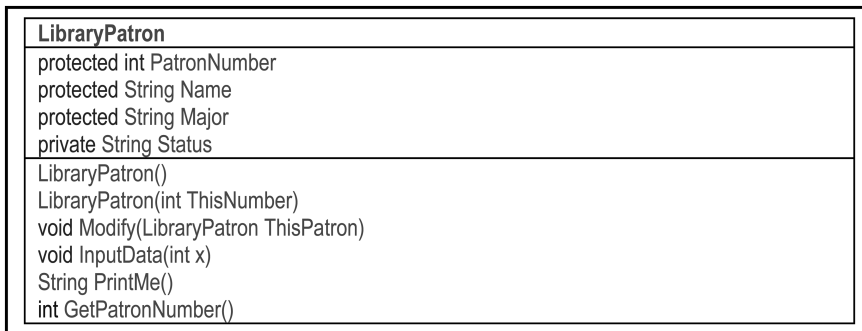 LibraryPatron
protected int PatronNumber
protected String Name
protected String Major
private String Status
LibraryPatron()
LibraryPatron(int ThisNumber)
void Modify(LibraryPatron ThisPatron)
void InputData(int x)
String PrintMe()
int GetPatronNumber()